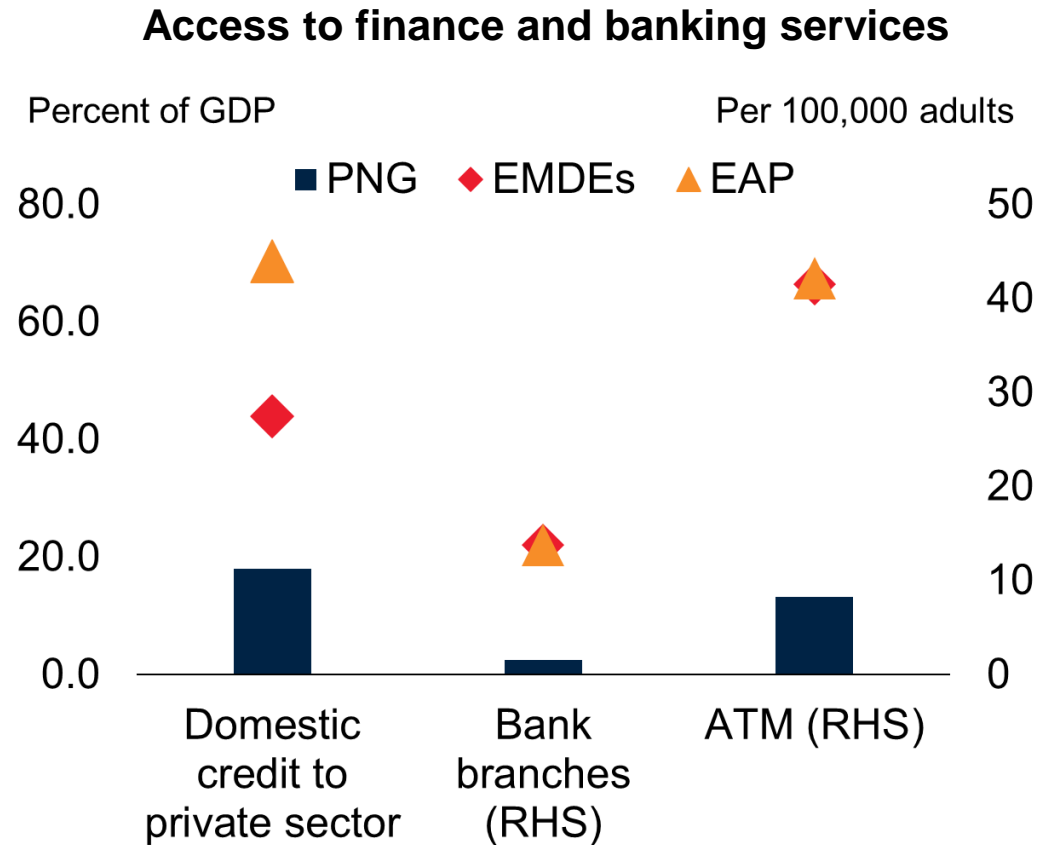 Access to finance and banking services
Percent of GDP
Per 100,000 adults
PNG
EMDEs
EAP
80.0
60.0
40.0
20.0
0.0
50
40
30
20
10
0
Domestic
credit to
private sector
Bank
branches
(RHS)
ATM (RHS)